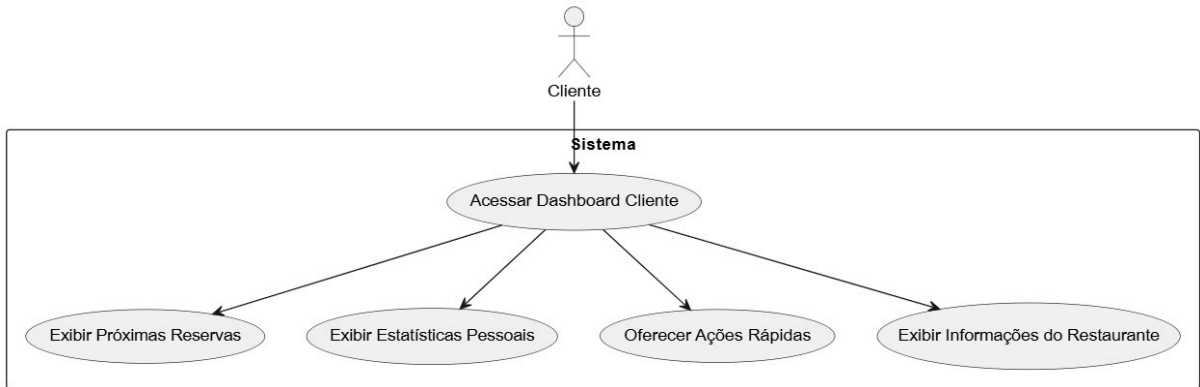 Cliente
Sistema
Acessar Dashboard Cliente
Exibir Próximas Reservas
Exibir Estatísticas Pessoais
Oferecer Ações Rápidas
Exibir Informações do Restaurante